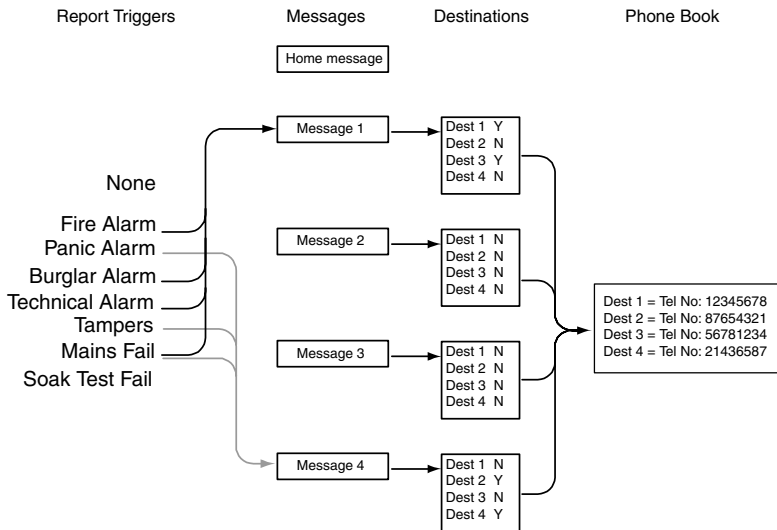 Report Triggers
Messages
Destinations
Phone Book
Home message
None
Fire Alarm
Panic Alarm
Burglar Alarm
Technical Alarm
Tampers
Mains Fail
Soak Test Fail
Message 1
Dest 1 Y
Dest 2 N
Dest 3 Y
Dest 4 N
Message 2
Dest 1 N
Dest 2 N
Dest 3 N
Dest 4 N
Message 3
Dest 1 N
Dest 2 N
Dest 3 N
Dest 4 N
Message 4
Dest 1 N
Dest 2 Y
Dest 3 N
Dest 4 Y
Dest 1 = Tel No: 12345678
Dest 2 = Tel No: 87654321
Dest 3 = Tel No: 56781234
Dest 4 = Tel No: 21436587